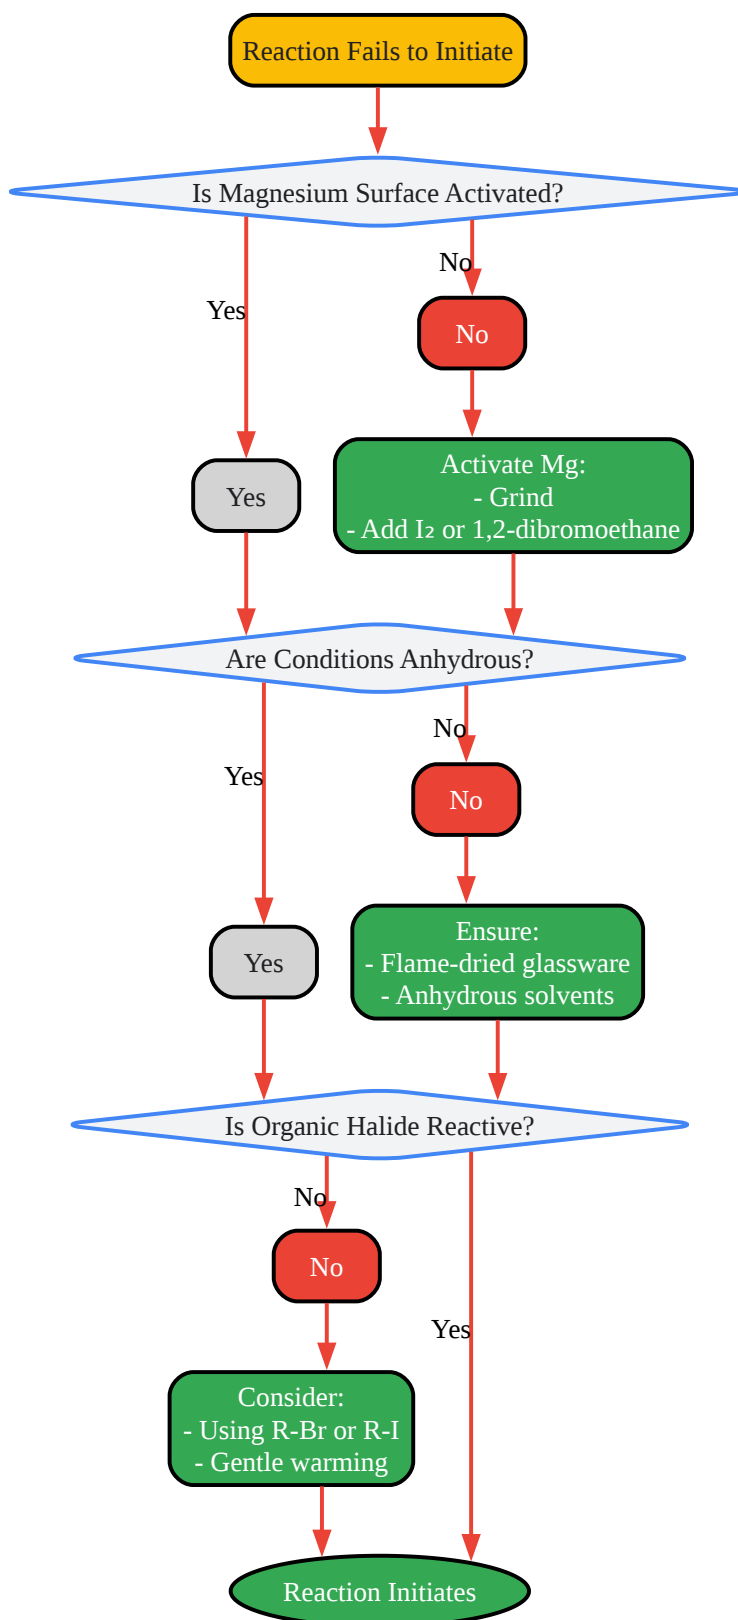 Reaction Fails to Initiate
Is Magnesium Surface Activated?
No
Yes
No
Activate Mg:
- Grind
- Add I₂ or 1,2-dibromoethane
Yes
Are Conditions Anhydrous?
No
Yes
No
Ensure:
- Flame-dried glassware
- Anhydrous solvents
Yes
Is Organic Halide Reactive?
No
No
Yes
Consider:
- Using R-Br or R-I
- Gentle warming
Reaction Initiates